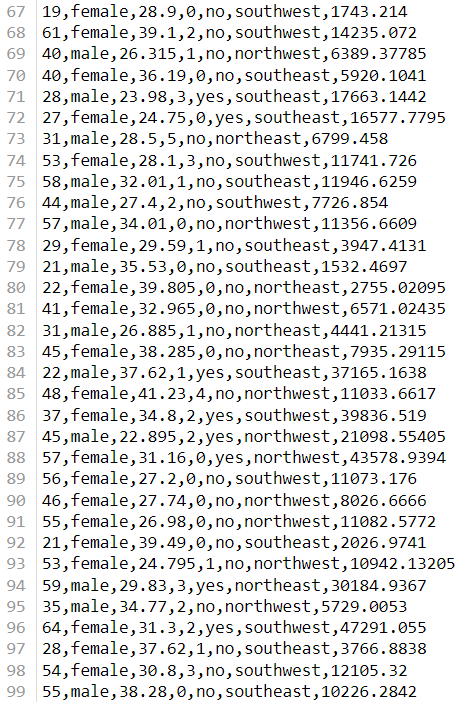 67 19,female,28.9,0,no,southwest,1743.214
68 61,female,39.1,2,no,southwest,14235.072
69 40,male,26.315,1,no,northwest,6389.37785
70 40,female,36.19,0,no,southeast,5920.1041
71 28,male,23.98,3,yes,southeast,17663.1442
72 27,female,24.75,0,yes,southeast,16577.7795
73 31,male,28.5,5,no,northeast,6799.458
74 53,female,28.1,3,no,southwest,11741.726
75 58,male,32.01,1,no,southeast,11946.6259
76 44,male,27.4,2,no,southwest,7726.854
77 57,male,34.01,0,no,northwest,11356.6609
78 29,female,29.59,1,no,southeast,3947.4131
79 21,male,35.53,0,no,southeast,1532.4697
80 22,female,39.805,0,no,northeast,2755.02095
81 41,female,32.965,0,no,northwest,6571.02435
82 31,male,26.885,1,no,northeast,4441.21315
83 45,female,38.285,0,no,northeast,7935.29115
84 22,male,37.62,1,yes,southeast,37165.1638
85 48,female,41.23,4,no,northwest,11033.6617
86 37,female,34.8,2,yes,southwest,39836.519
87 45,male,22.895,2,yes,northwest,21098.55405
88 57,female,31.16,0,yes,northwest,43578.9394
89 56,female,27.2,0,no,southwest,11073.176
90 46,female,27.74,0,no,northwest,8026.6666
91 55,female,26.98,0,no,northwest,11082.5772
92 21,female,39.49,0,no,southeast,2026.9741
93 53,female,24.795,1,no,northwest,10942.13205
94 59,male,29.83,3,yes,northeast,30184.9367
95 35,male,34.77,2,no,northwest,5729.0053
96 64,female,31.3,2,yes,southwest,47291.055
97 28,female,37.62,1,no,southeast,3766.8838
98 54,female,30.8,3,no,southwest,12105.32
99 55,male,38.28,0,no,southeast,10226.2842